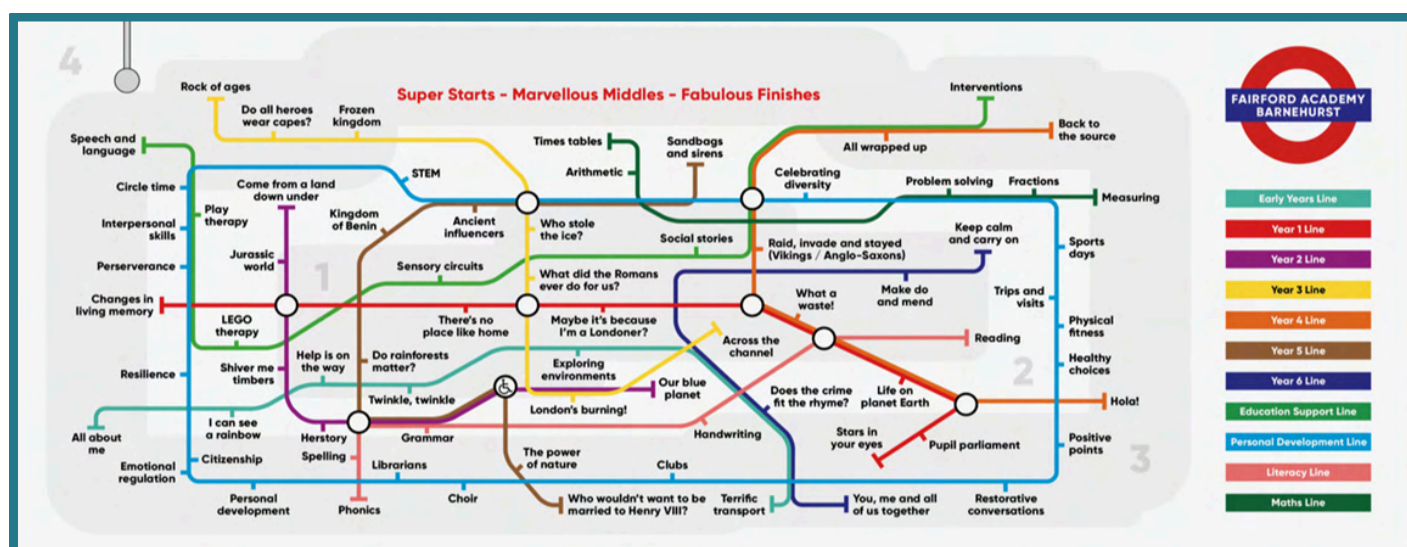 4
Super Starts - Marvellous Middles - Fabulous Finishes
Rock of ages
Do all heroes
wear capes?
Frozen
kingdom
Speech and
language
Times tables
Arithmetic
Sandbags
and sirens
Interventions
All wrapped up
Back to
the source
Circle time
Come from a land
down under
STEM
Celebrating
diversity
Problem solving
Fractions
Measuring
Interpersonal
skills
Play
therapy
Kingdom
of Benin
Ancient
influencers
Who stole
the ice?
Social stories
Raid, invade and stayed
(Vikings / Anglo-Saxons)
Keep calm
and carry on
Sports
days
Perserverance
Jurassic
world
1
Sensory circuits
What did the Romans
ever do for us?
Make do
and mend
Trips and
visits
Changes in
living memory
LEGO
therapy
There's no
place like home
Maybe it's because
I'm a Londoner?
What a
waste!
Physical
fitness
Across the
channel
Reading
Resilience
Shiver me
timbers
Help is on
the way
Do rainforests
matter?
Exploring
environments
Healthy
choices
2
Twinkle, twinkle
Our blue
planet
Does the crime
fit the rhyme?
Life on
planet Earth
Hola!
All about
me
I can see
a rainbow
Herstory
Grammar
London's burning!
Handwriting
Stars in
your eyes
Pupil parliament
Positive
points
3
Emotional
regulation
Citizenship
Spelling
Librarians
The power
of nature
Clubs
Personal
development
Phonics
Choir
Who wouldn't want to be
married to Henry VIII?
Terrific
transport
You, me and all
of us together
Restorative
conversations
FAIRFORD ACADEMY
BARNEHURST
Early Years Line
Year 1 Line
Year 2 Line
Year 3 Line
Year 4 Line
Year 5 Line
Year 6 Line
Education Support Line
Personal Development Line
Literacy Line
Maths Line